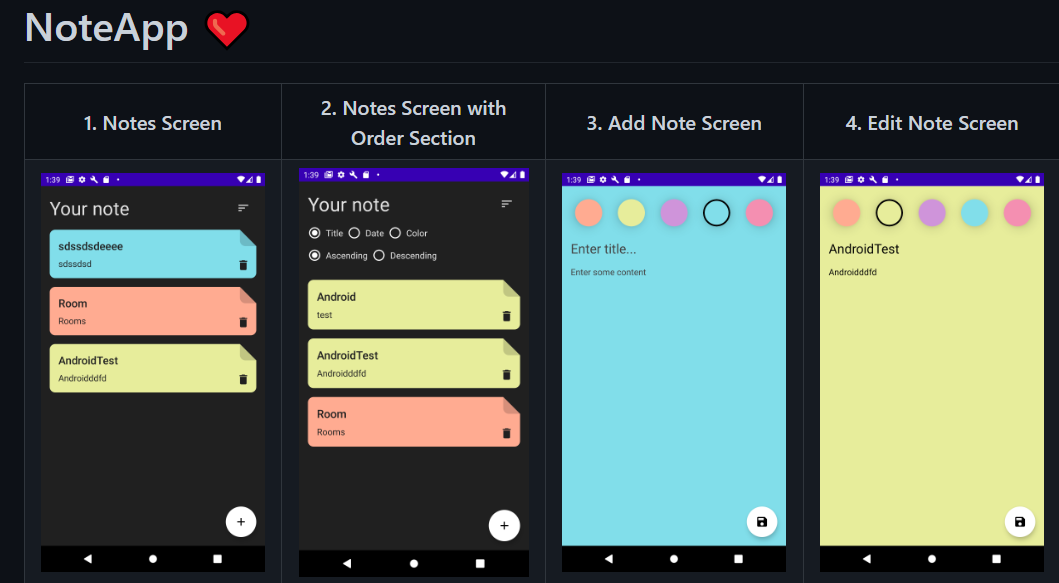 NoteApp
1. Notes Screen
2. Notes Screen with
Order Section
3. Add Note Screen
4. Edit Note Screen
1:39
Your note
sdssdsdeeee
sdssdsd
Room
Rooms
AndroidTest
Androidddfd
1:39
Your note
Title Date Color
Ascending Descending
Android
test
AndroidTest
Androidddfd
Room
Rooms
1:39
Enter title...
Enter some content
1:39
AndroidTest
Androidddfd